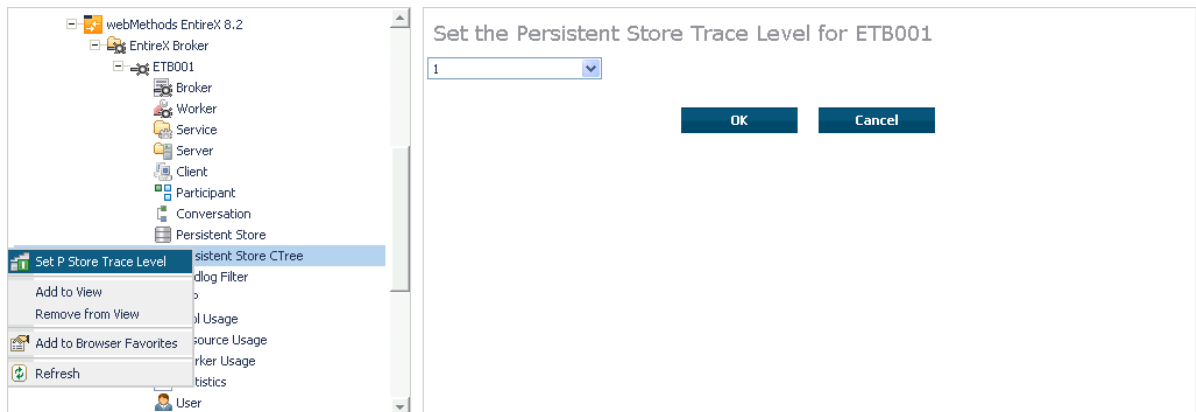 webMethods EntireX 8.2
EntireX Broker
ETB001
Broker
Worker
Service
Server
Client
Participant
Conversation
Persistent Store
sistent Store CTree
dlog Filter
ol Usage
source Usage
rker Usage
tistics
User
Set P Store Trace Level
Add to View
Remove from View
Add to Browser Favorites
Refresh
Set the Persistent Store Trace Level for ETB001
1
OK
Cancel